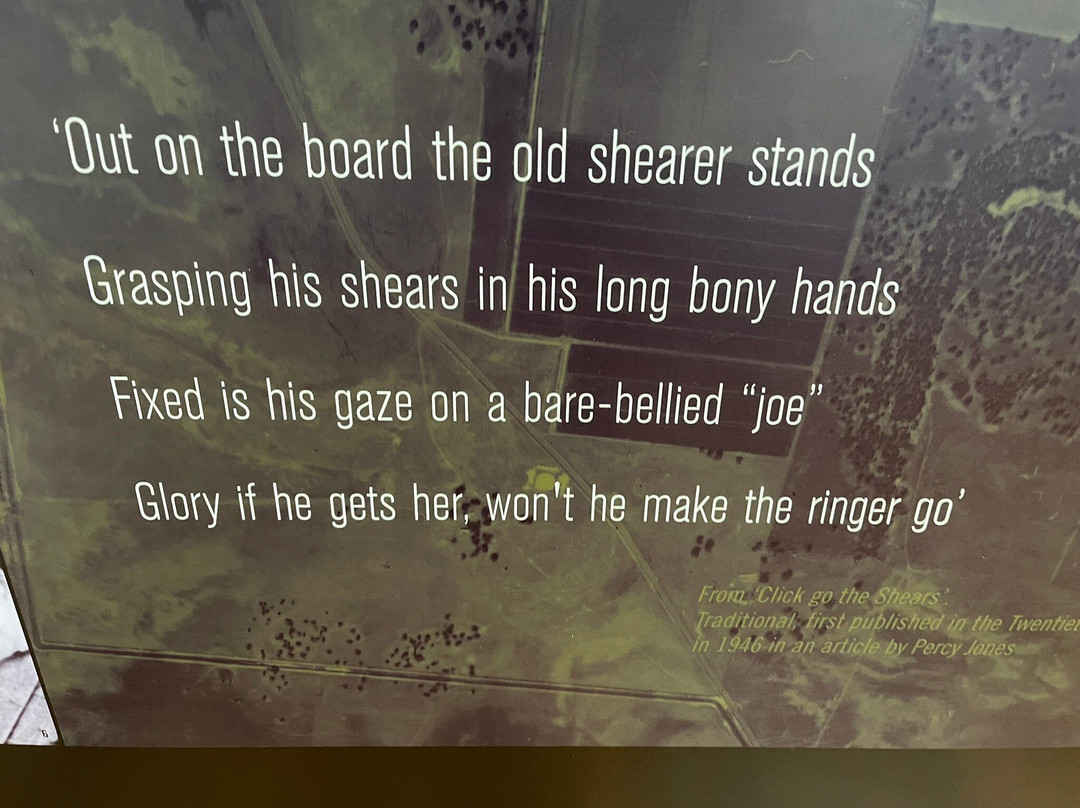 ‘Out on the board the old shearer stands
Grasping his shears in his long bony hands
Fixed is his gaze on a bare-bellied “joe”
Glory if he gets her, won't he make the ringer go’
From ‘Click go the Shears’.
Traditional, first published in the
in 1946 in an article by Percy Jones
6